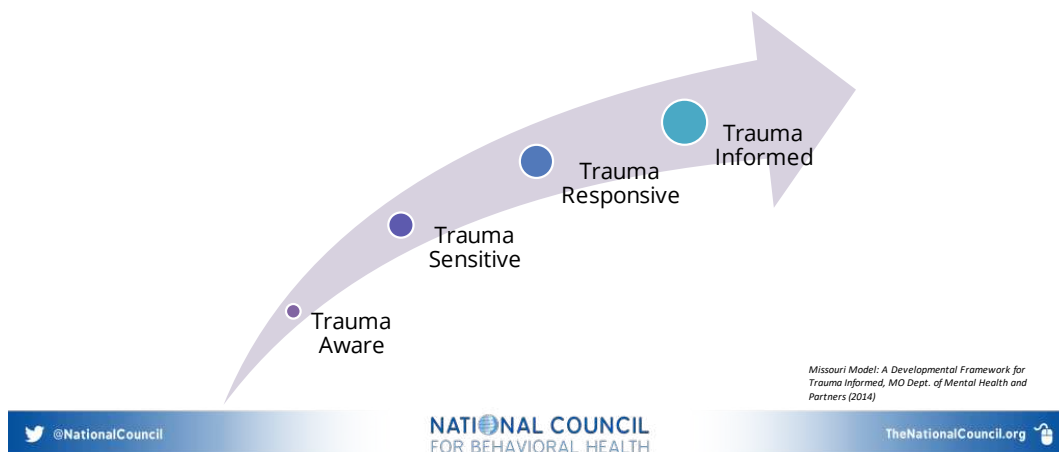 Trauma
Informed
Trauma
Responsive
Trauma
Sensitive
Trauma
Aware
Missouri Model: A Developmental Framework for
Trauma Informed, MO Dept. of Mental Health and
Partners (2014)
@NationalCouncil
NATIONAL COUNCIL
FOR BEHAVIORAL HEALTH
TheNationalCouncil.org